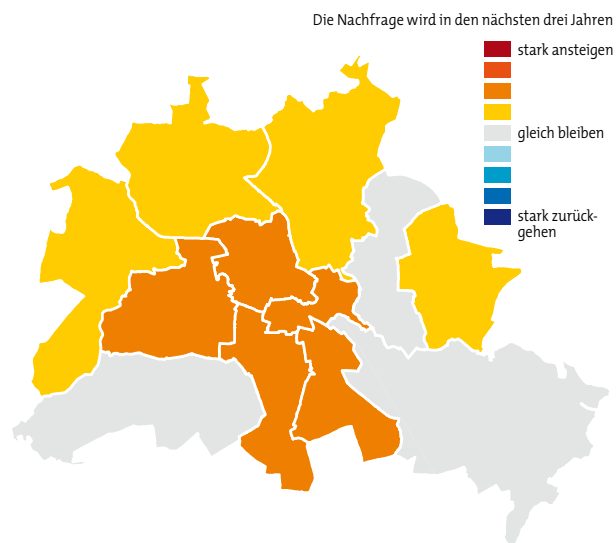 Die Nachfrage wird in den nächsten drei Jahren
stark ansteigen
gleich bleiben
stark zurück-
gehen